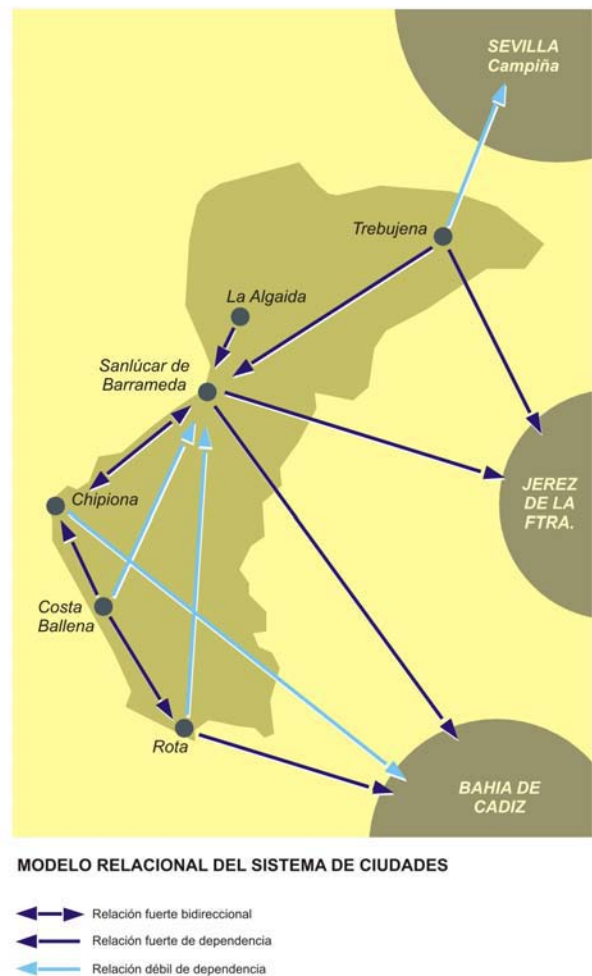 SEVILLA
Campiña
Trebujena
La Algaida
Sanlúcar de
Barrameda
JEREZ
DE LA
FTRA.
Chipiona
Costa
Ballena
Rota
BAHIA DE
CADIZ
MODELO RELACIONAL DEL SISTEMA DE CIUDADES
Relación fuerte bidireccional
Relación fuerte de dependencia
Relación débil de dependencia